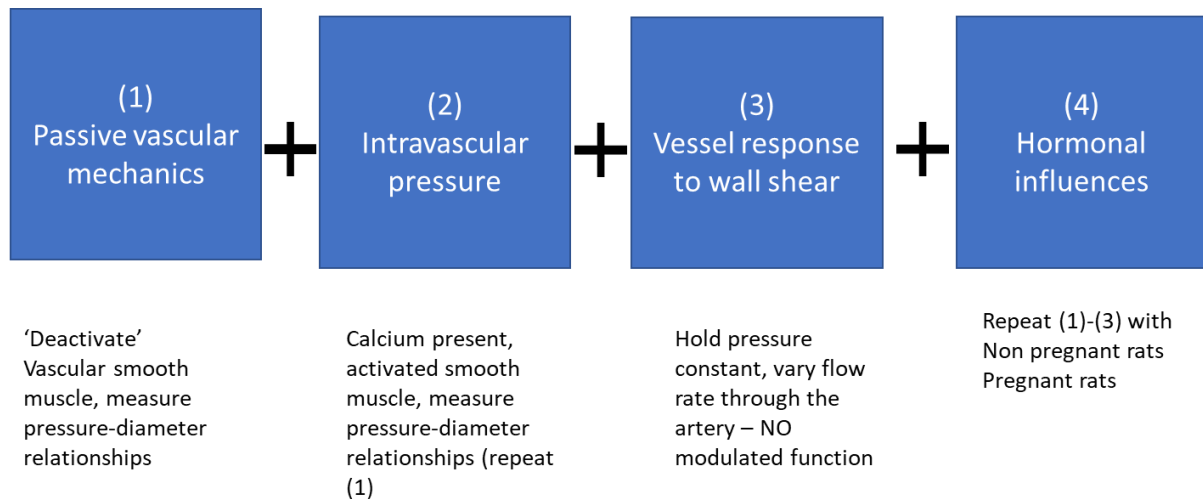 (1)
Passive vascular
mechanics
+
(2)
Intravascular
pressure
+
(3)
Vessel response
to wall shear
+
(4)
Hormonal
influences
‘Deactivate’
Vascular smooth
muscle, measure
pressure-diameter
relationships
Calcium present,
activated smooth
muscle, measure
pressure-diameter
relationships (repeat
(1)
Hold pressure
constant, vary flow
rate through the
artery – NO
modulated function
Repeat (1)-(3) with
Non pregnant rats
Pregnant rats